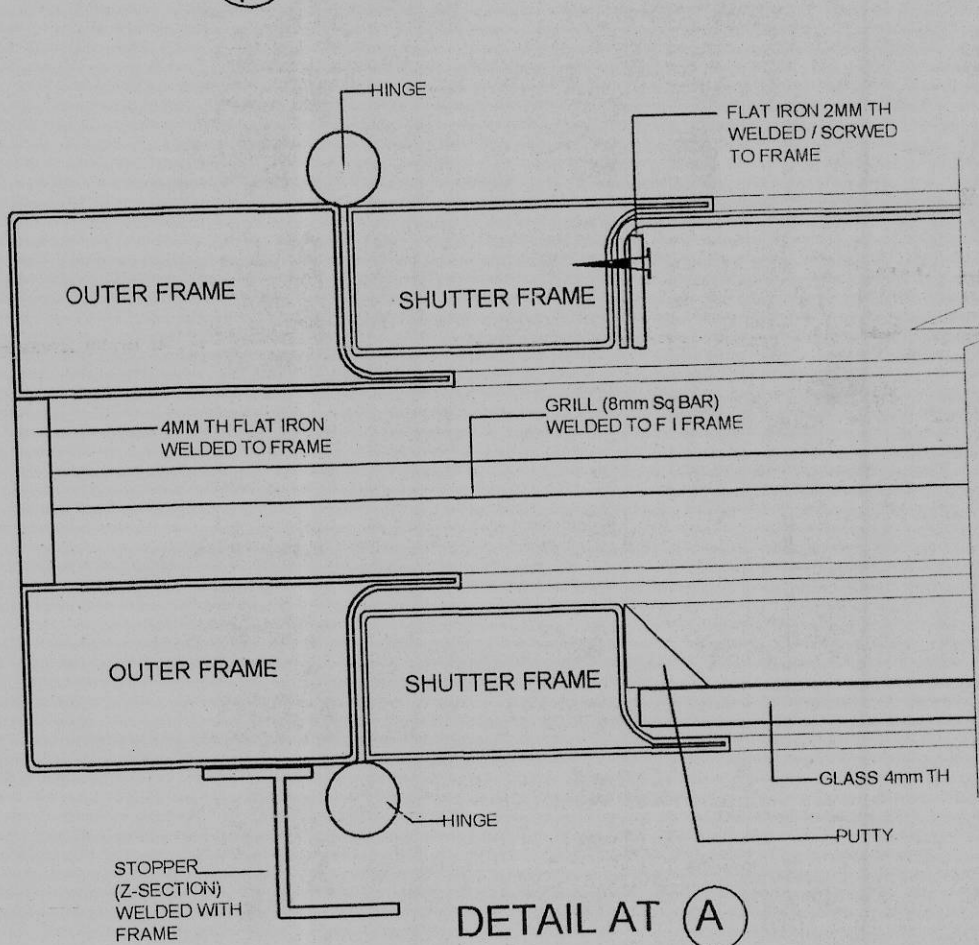 HINGE
FLAT IRON 2MM TH
WELDED / SCRWED
TO FRAME
OUTER FRAME
SHUTTER FRAME
4MM TH FLAT IRON
WELDED TO FRAME
GRILL (8mm Sq BAR)
WELDED TO F I FRAME
OUTER FRAME
SHUTTER FRAME
GLASS 4mm TH
HINGE
PUTTY
STOPPER
(Z-SECTION)
WELDED WITH
FRAME
DETAIL AT A